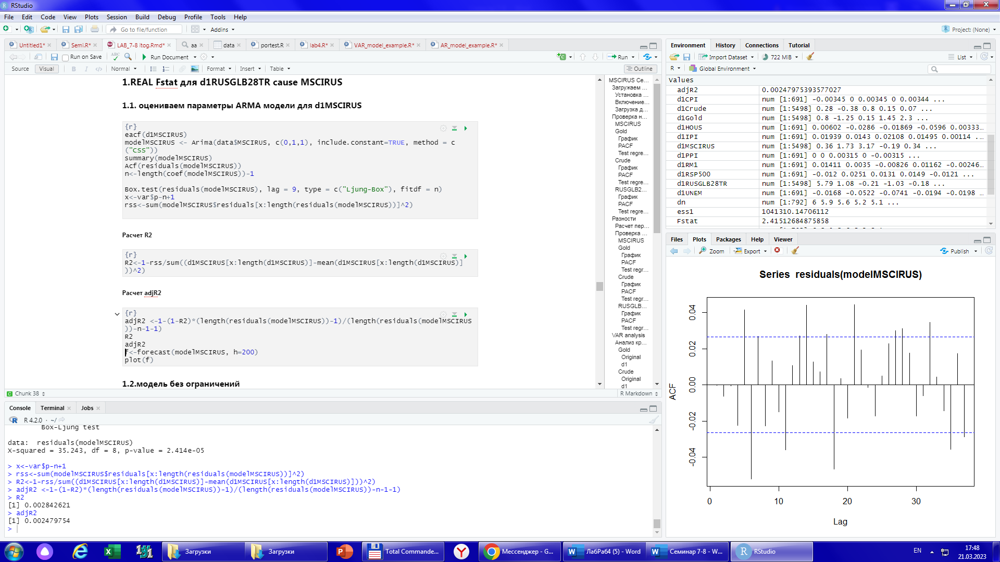 RStudio
File Edit Code View Plots Session Build Debug Profile Tools Help
Go to file/function
Addins
Project: (None)
Untitled1*
Semi.R*
LAB_7-8 itog.Rmd*
aa
data
portest.R
lab4.R*
VAR_model_example.R*
AR_model_example.R*
Run on Save
ABC
Run Document
Run
Source Visual
B I </>
Normal
Format
Insert
Table
Outline
1.REAL Fstat для d1RUSGLB28TR cause MSCIRUS
1.1. оцениваем параметры ARMA модели для d1MSCIRUS
{r}
eacf(d1MSCIRUS)
modelMSCIRUS <- Arima(data$MSCIRUS, c(0,1,1), include.constant=TRUE, method = c
("CSS"))
summary(modelMSCIRUS)
Acf(residuals(modelMSCIRUS))
n<-length(coef(modelMSCIRUS))-1
Box.test(residuals(modelMSCIRUS), lag = 9, type = c("Ljung-Box"), fitdf = n)
x<-var$p-n+1
rss<-sum(modelMSCIRUS$residuals[x:length(residuals(modelMSCIRUS))]^2)
Расчет R2
{r}
R2<-1-rss/sum((d1MSCIRUS[x:length(d1MSCIRUS)]-mean(d1MSCIRUS[x:length(d1MSCIRUS)]
))^2)
Расчет adjR2
{r}
adjR2 <-1-(1-R2)*(length(residuals(modelMSCIRUS))-1)/(length(residuals(modelMSCIRUS
))-n-1-1)
R2
adjR2
f<-forecast(modelMSCIRUS, h=200)
plot(f)
1.2.модель без ограничений
MSCIRUS Ce...
Загружаем ...
Установка ...
Включение...
Загрузка д...
Проверка н...
MSCIRUS
Gold
График
PACF
Test regre...
Crude
График
PACF
Test regre...
RUSGLB2...
График
PACF
Test regre...
Разности
Расчет пер...
Проверка ...
MSCIRUS
Gold
График
PACF
Test regr...
Crude
График
PACF
Test regr...
RUSGLB...
График
PACF
Test regr...
VAR analysis
Анализ кр...
Gold
Original
d1
Crude
Original
d1
Chunk 38
R Markdown
Console
Terminal
Jobs
R 4.2.0 · ~/
Box-Ljung test
data:  residuals(modelMSCIRUS)
X-squared = 35.243, df = 8, p-value = 2.414e-05
> x<-var$p-n+1
> rss<-sum(modelMSCIRUS$residuals[x:length(residuals(modelMSCIRUS))]^2)
> R2<-1-rss/sum((d1MSCIRUS[x:length(d1MSCIRUS)]-mean(d1MSCIRUS[x:length(d1MSCIRUS)]))^2)
> adjR2 <-1-(1-R2)*(length(residuals(modelMSCIRUS))-1)/(length(residuals(modelMSCIRUS))-n-1-1)
> R2
[1] 0.002842621
> adjR2
[1] 0.002479754
>
Environment History Connections Tutorial
Import Dataset
722 MiB
List
R
Global Environment
Values
adjR2 0.00247975393577027
d1CPI num [1:691] -0.00345 0 0.00345 0 0.00344 ...
d1Crude num [1:5498] 0.28 -0.38 0.8 0.15 0.07 ...
d1Gold num [1:5498] 0.8 -1.25 0.15 1.45 2.3 ...
d1HOUS num [1:691] 0.00602 -0.0286 -0.01869 -0.0596 0.00333...
d1IPI num [1:691] 0.01939 0.0143 0.02108 0.01495 0.00114 ...
d1MSCIRUS num [1:5498] 0.36 1.73 3.17 -0.19 0.34 ...
d1PPI num [1:691] 0 0 0.00315 0 -0.00315 ...
d1RM1 num [1:691] 0.01411 0.0035 -0.00826 0.01162 -0.00246...
d1RSP500 num [1:691] -0.012 0.0251 0.0131 0.0149 -0.0121 ...
d1RUSGLB28TR num [1:5498] 5.79 1.08 -0.21 -1.03 -0.18 ...
d1UNEM num [1:691] -0.0168 -0.0522 -0.0741 -0.0194 -0.0198 ...
dn num [1:792] 6 5.9 5.6 5.2 5.1 ...
ess1 1041310.14706112
Fstat 2.41512684875858
Files Plots Packages Help Viewer
Zoom
Export
Publish
Series  residuals(modelMSCIRUS)
0.04
0.02
0.00
-0.02
-0.04
ACF
0 10 20 30
Lag
Загрузки
Загрузки
Total Commande...
Мессенджер - G...
ЛабРаб4 (5) - Word
Семинар 7-8 - W...
RStudio
EN
17:48
21.03.2023